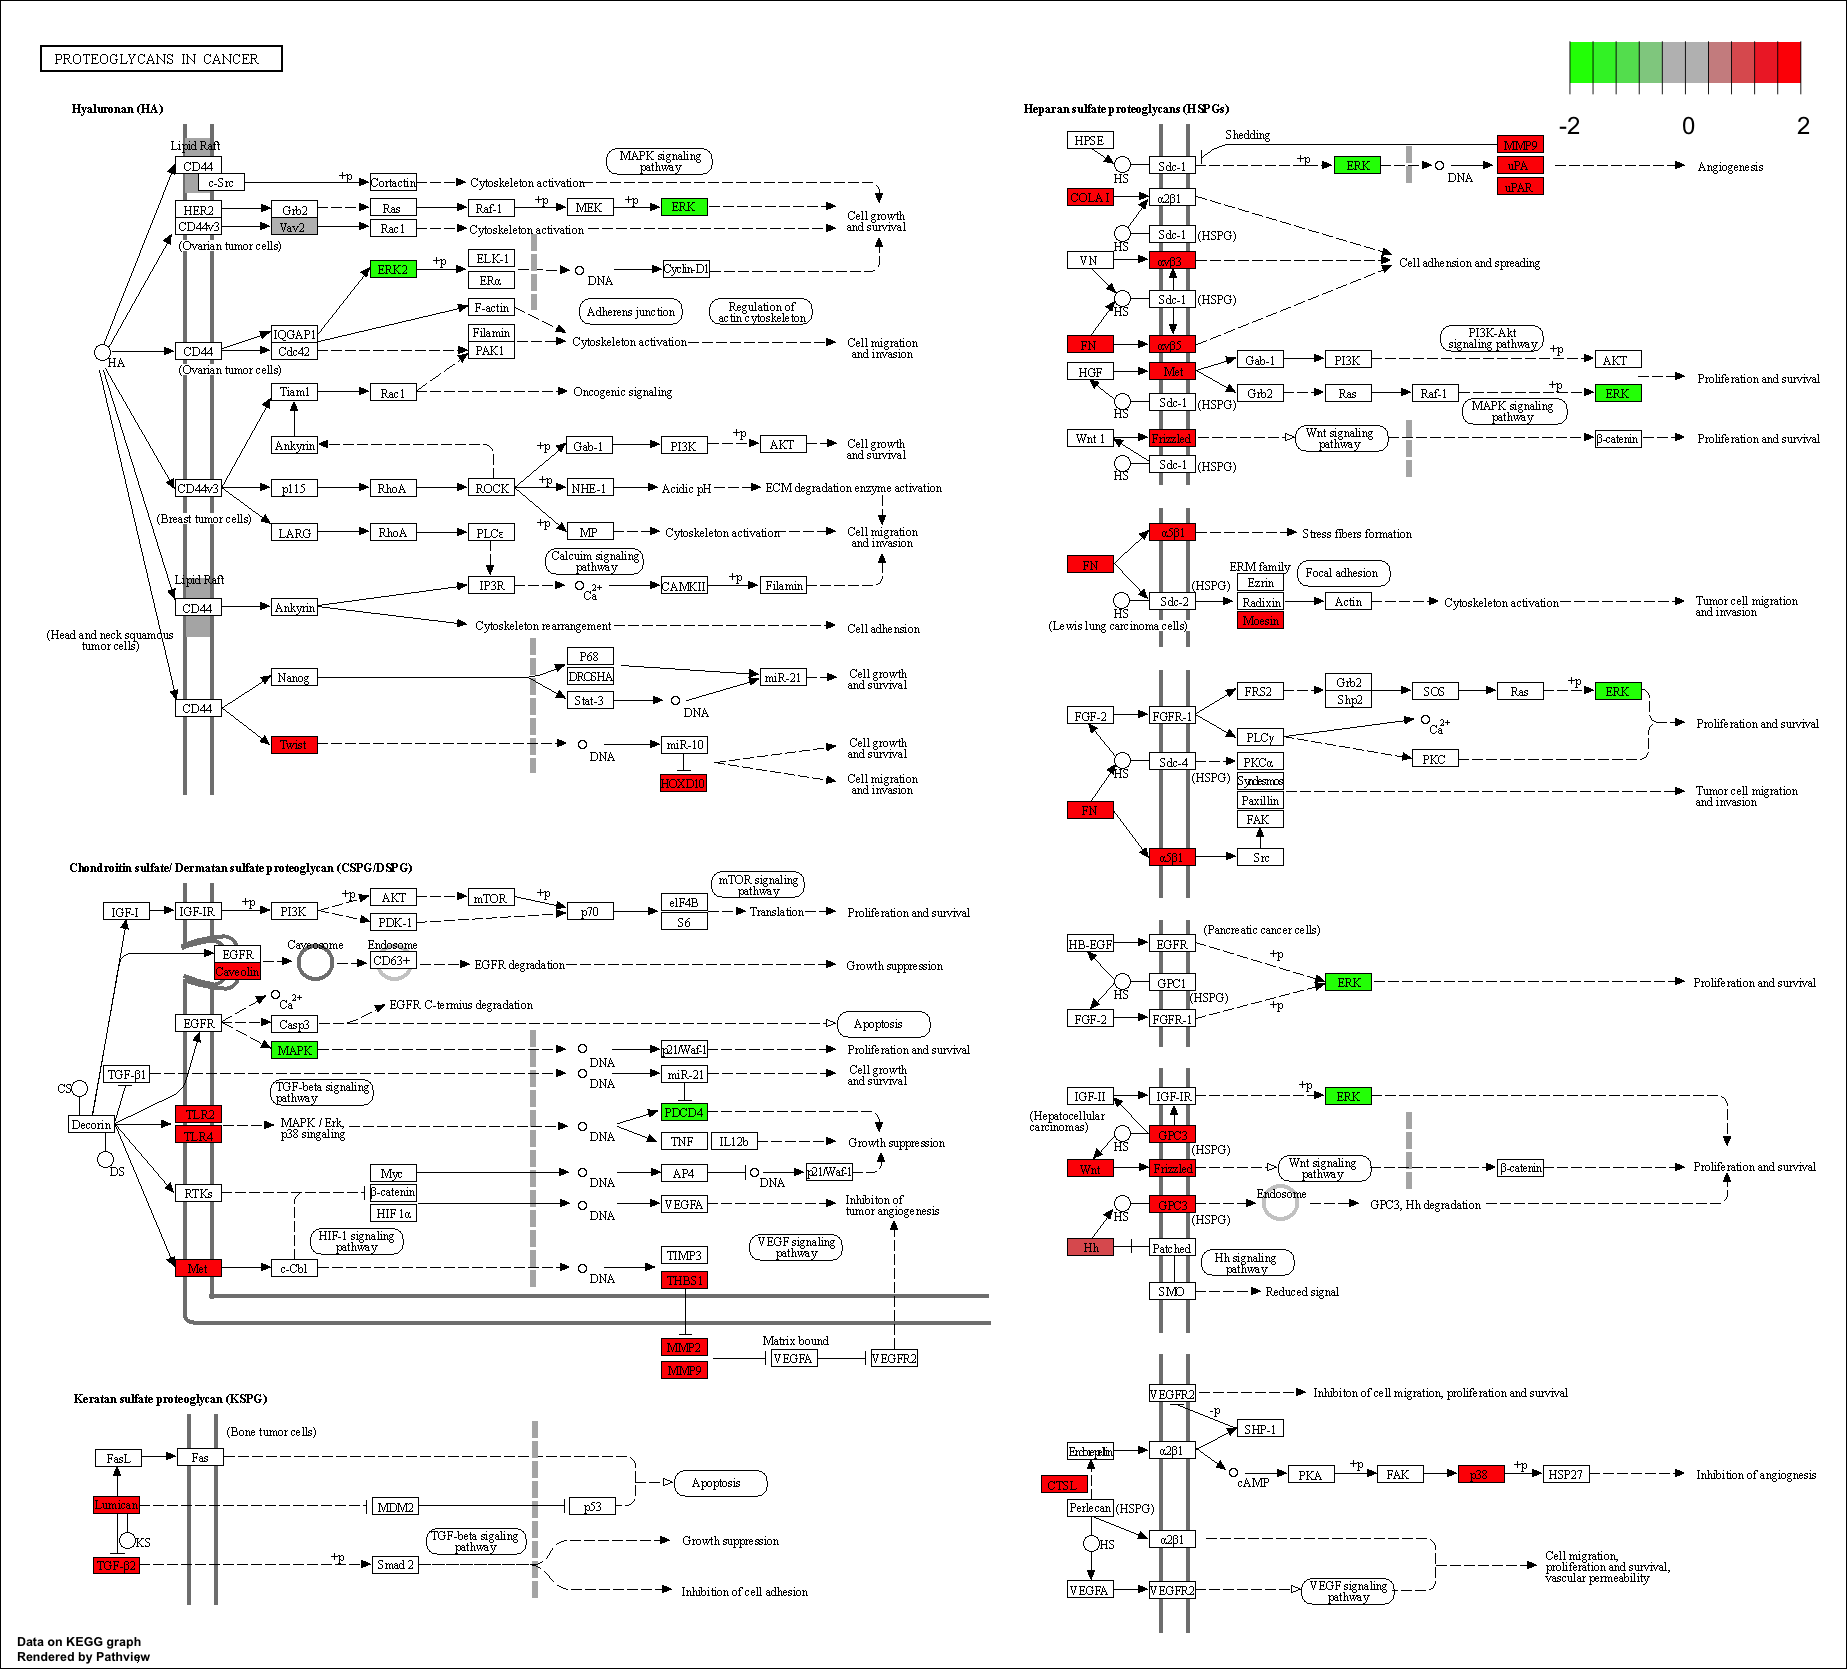 PROTEOGLYCANS IN CANCER
-2 0 2
Hyaluronan (HA)
Lipid Raft
CD44
c-Src
+p
Cortactin
Cytoskeleton activation
MAPK signaling
pathway
HER2
Grb2
Ras
Raf-1
+p
MEK
+p
ERK
Cell growth
and survival
CD44v3
Vav2
Rac1
Cytoskeleton activation
(Ovarian tumor cells)
ERK2
+p
ELK-1
ERα
DNA
Cyclin-D1
F-actin
Adherens junction
Regulation of
actin cytoskeleton
HA
CD44
IQGAP1
Cdc42
Filamin
PAK1
Cytoskeleton activation
Cell migration
and invasion
(Ovarian tumor cells)
Tiam1
Rac1
Oncogenic signaling
Ankyrin
+p
Gab-1
PI3K
+p
AKT
Cell growth
and survival
CD44v3
p115
RhoA
ROCK
+p
NHE-1
Acidic pH
ECM degradation enzyme activation
(Breast tumor cells)
LARG
RhoA
PLCε
+p
MP
Cytoskeleton activation
Cell migration
and invasion
Calcuim signaling
pathway
Lipid Raft
CD44
Ankyrin
IP3R
Ca2+
CAMKII
+p
Filamin
Cytoskeleton rearrangement
Cell adhesion
(Head and neck squamous
tumor cells)
Nanog
P68
DROSHA
Stat-3
DNA
miR-21
Cell growth
and survival
CD44
Twist
DNA
miR-10
Cell growth
and survival
HOXD10
Cell migration
and invasion
Chondroitin sulfate/ Dermatan sulfate proteoglycan (CSPG/DSPG)
IGF-I
IGF-IR
+p
PI3K
+p
AKT
PDK-1
mTOR
+p
p70
eIF4B
S6
mTOR signaling
pathway
Translation
Proliferation and survival
EGFR
Caveolin
Caveosome
Endosome
CD63+
EGFR degradation
Growth suppression
Ca2+
EGFR C-termius degradation
EGFR
Casp3
Apoptosis
MAPK
DNA
p21/Waf-1
Proliferation and survival
TGF-β1
DNA
miR-21
Cell growth
and survival
CS
Decorin
DS
TGF-beta signaling
pathway
TLR2
TLR4
MAPK / Erk,
p38 singaling
DNA
PDCD4
TNF
IL12b
Growth suppression
RTKs
Myc
β-catenin
HIF 1α
DNA
AP4
DNA
p21/Waf-1
DNA
VEGFA
Inhibiton of
tumor angiogenesis
HIF-1 signaling
pathway
VEGF signaling
pathway
Met
c-Cbl
DNA
TIMP3
THBS1
MMP2
MMP9
Matrix bound
VEGFA
VEGFR2
Keratan sulfate proteoglycan (KSPG)
(Bone tumor cells)
FasL
Fas
Apoptosis
Lumican
KS
MDM2
p53
TGF-β2
+p
Smad 2
TGF-beta sigaling
pathway
Growth suppression
Inhibition of cell adhesion
Data on KEGG graph
Rendered by Pathview
Heparan sulfate proteoglycans (HSPGs)
HPSE
HS
Sdc-1
Shedding
+p
ERK
DNA
MMP9
uPA
uPAR
Angiogenesis
COLA1
α2β1
HS
Sdc-1
(HSPG)
VN
αvβ3
Cell adhesion and spreading
HS
Sdc-1
(HSPG)
FN
αvβ5
HGF
Met
Gab-1
PI3K
PI3K-Akt
signaling pathway
+p
AKT
Proliferation and survival
HS
Sdc-1
(HSPG)
Grb2
Ras
Raf-1
+p
ERK
MAPK signaling
pathway
Wnt 1
Frizzled
Wnt signaling
pathway
β-catenin
Proliferation and survival
HS
Sdc-1
(HSPG)
α5β1
Stress fibers formation
FN
HS
Sdc-2
(HSPG)
ERM family
Ezrin
Radixin
Moesin
Focal adhesion
Actin
Cytoskeleton activation
Tumor cell migration
and invasion
(Lewis lung carcinoma cells)
FGF-2
FGFR-1
FRS2
Grb2
Shp2
SOS
Ras
+p
ERK
Proliferation and survival
PLCγ
Ca2+
PKC
HS
Sdc-4
(HSPG)
PKCα
Syndesmos
Paxillin
FAK
Tumor cell migration
and invasion
FN
α5β1
Src
HB-EGF
EGFR
(Pancreatic cancer cells)
+p
HS
GPC1
(HSPG)
ERK
Proliferation and survival
FGF-2
FGFR-1
+p
IGF-II
IGF-IR
+p
ERK
(Hepatocellular
carcinomas)
HS
GPC3
(HSPG)
Wnt
Frizzled
Wnt signaling
pathway
β-catenin
Proliferation and survival
HS
GPC3
(HSPG)
Endosome
GPC3, Hh degradation
Hh
Patched
Hh signaling
pathway
SMO
Reduced signal
VEGFR2
Inhibiton of cell migration, proliferation and survival
-p
SHP-1
Endorepellin
α2β1
cAMP
PKA
+p
FAK
p38
+p
HSP27
Inhibition of angiognesis
CTSL
Perlecan
(HSPG)
HS
α2β1
Cell migration,
proliferation and survival,
vascular permeability
VEGFA
VEGFR2
VEGF signaling
pathway